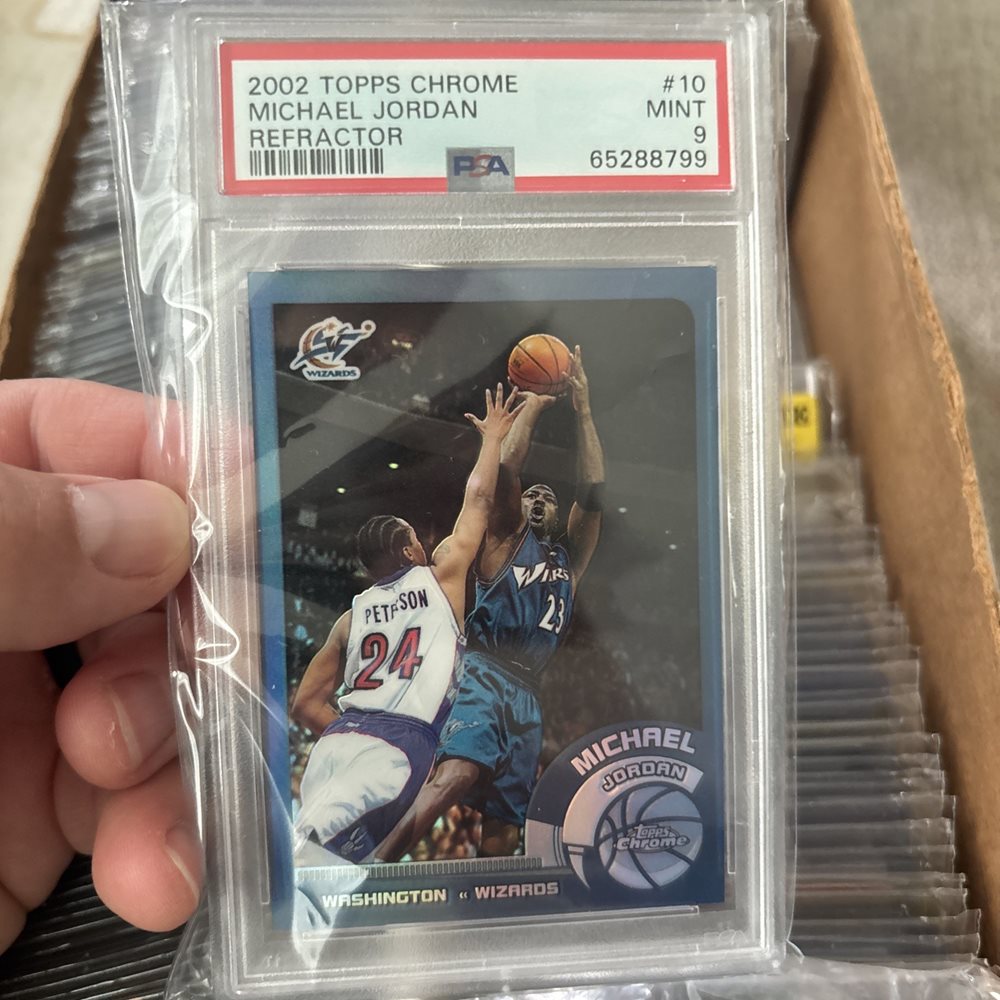 2002 TOPPS CHROME #10
MICHAEL JORDAN MINT
REFRACTOR 9
PSA 65288799
WIZARDS
PETERSON
24
23
MICHAEL
JORDAN
Topps
Chrome
WASHINGTON « WIZARDS